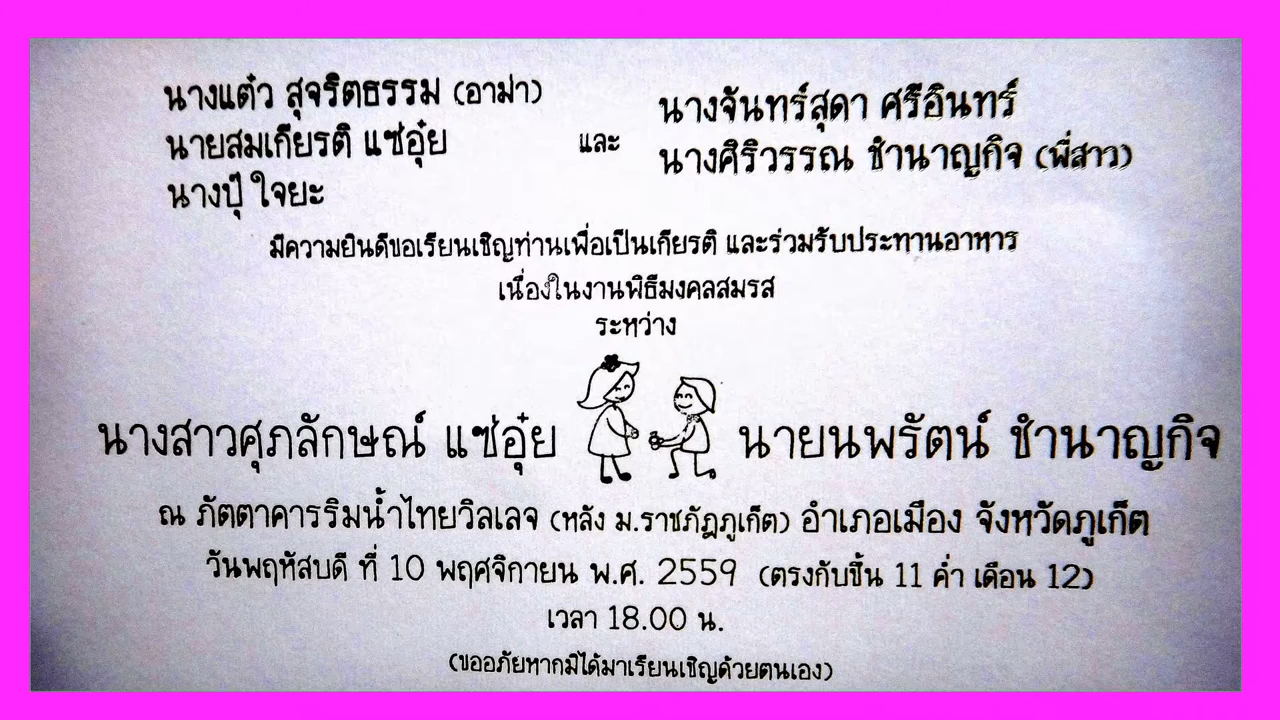 นางแต๋ว สุจริตธรรม (อาม่า)
นายสมเกียรติ แซ่อุ๋ย
นางปุ๊ ใจยะ
และ
นางจันทร์สุดา ศรีอินทร์
นางศิริวรรณ ชำนาญกิจ (พี่สาว)
มีความยินดีขอเรียนเชิญท่านเพื่อเป็นเกียรติ และร่วมรับประทานอาหาร
เนื่องในงานพิธีมงคลสมรส
ระหว่าง
นางสาวศุภลักษณ์ แซ่อุ๋ย นายนพรัตน์ ชำนาญกิจ
ณ ภัตตาคารริมน้ำไทยวิลเลจ (หลัง ม.ราชภัฏภูเก็ต) อำเภอเมือง จังหวัดภูเก็ต
วันพฤหัสบดี ที่ 10 พฤศจิกายน พ.ศ. 2559 (ตรงกับขึ้น 11 ค่ำ เดือน 12)
เวลา 18.00 น.
(ขออภัยหากมิได้มาเรียนเชิญด้วยตนเอง)